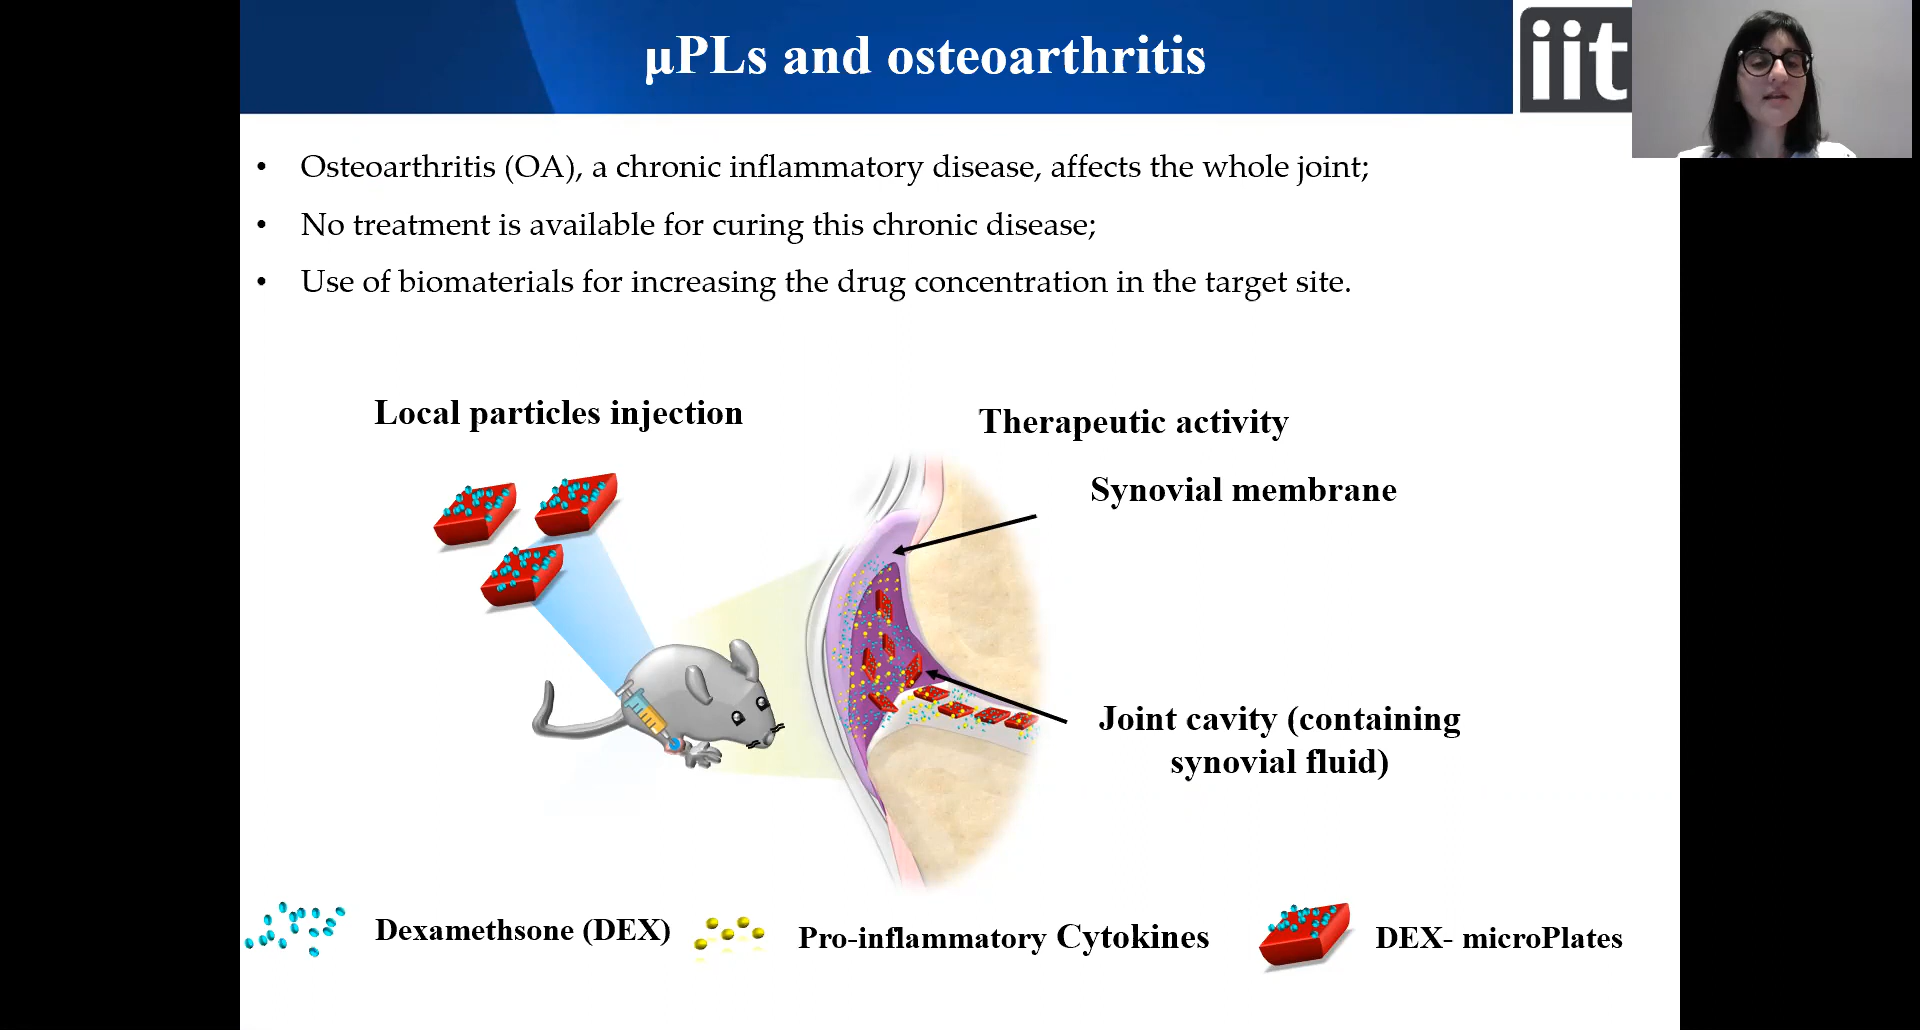 µPLs and osteoarthritis
iit
• Osteoarthritis (OA), a chronic inflammatory disease, affects the whole joint;
• No treatment is available for curing this chronic disease;
• Use of biomaterials for increasing the drug concentration in the target site.
Local particles injection
Therapeutic activity
Synovial membrane
Joint cavity (containing
synovial fluid)
Dexamethsone (DEX)
Pro-inflammatory Cytokines
DEX- microPlates